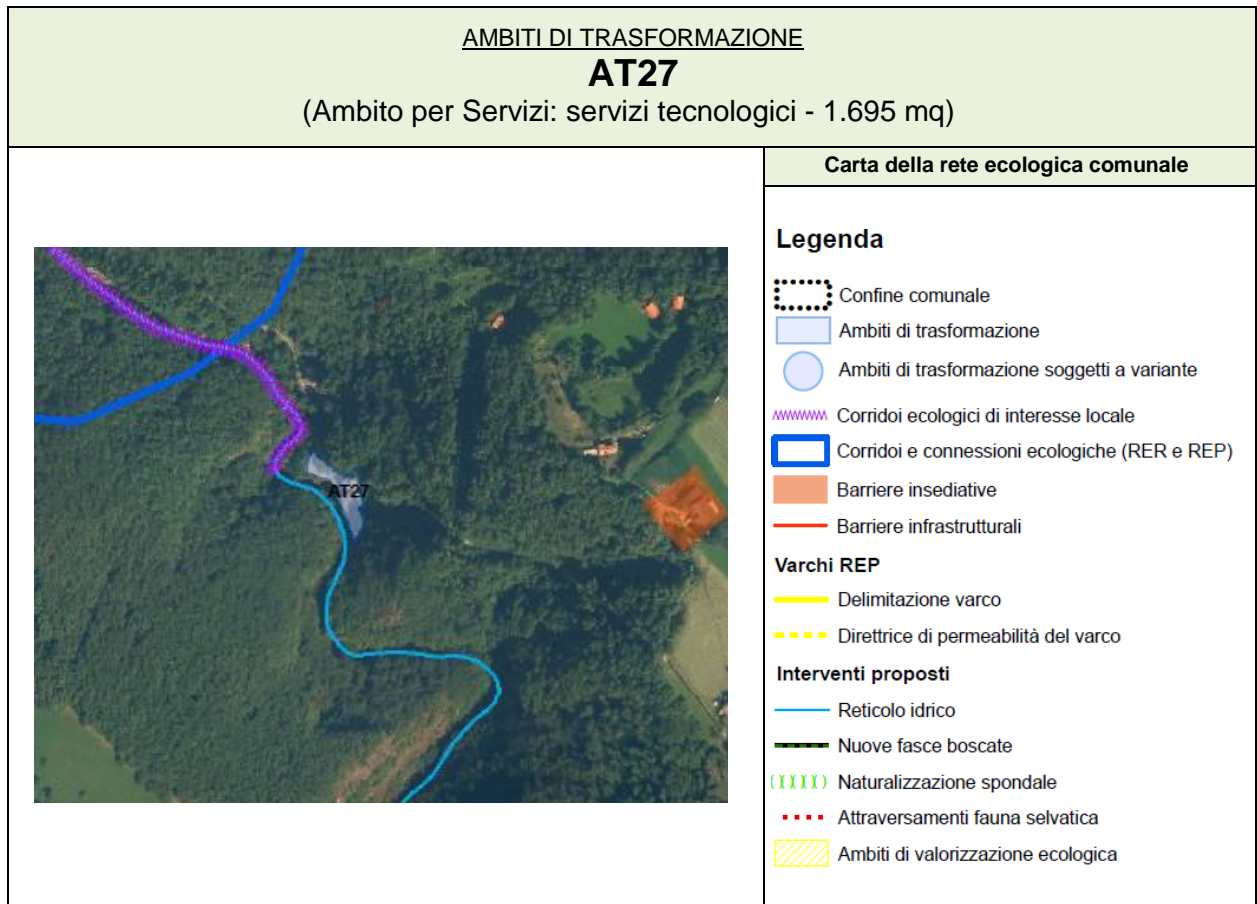 AMBITI DI TRASFORMAZIONE
AT27
(Ambito per Servizi: servizi tecnologici - 1.695 mq)
Carta della rete ecologica comunale
Legenda
Confine comunale
Ambiti di trasformazione
Ambiti di trasformazione soggetti a variante
Corridoi ecologici di interesse locale
Corridoi e connessioni ecologiche (RER e REP)
Barriere insediative
Barriere infrastrutturali
Varchi REP
Delimitazione varco
Direttrice di permeabilità del varco
Interventi proposti
Reticolo idrico
Nuove fasce boscate
Naturalizzazione spondale
Attraversamenti fauna selvatica
Ambiti di valorizzazione ecologica
AT27